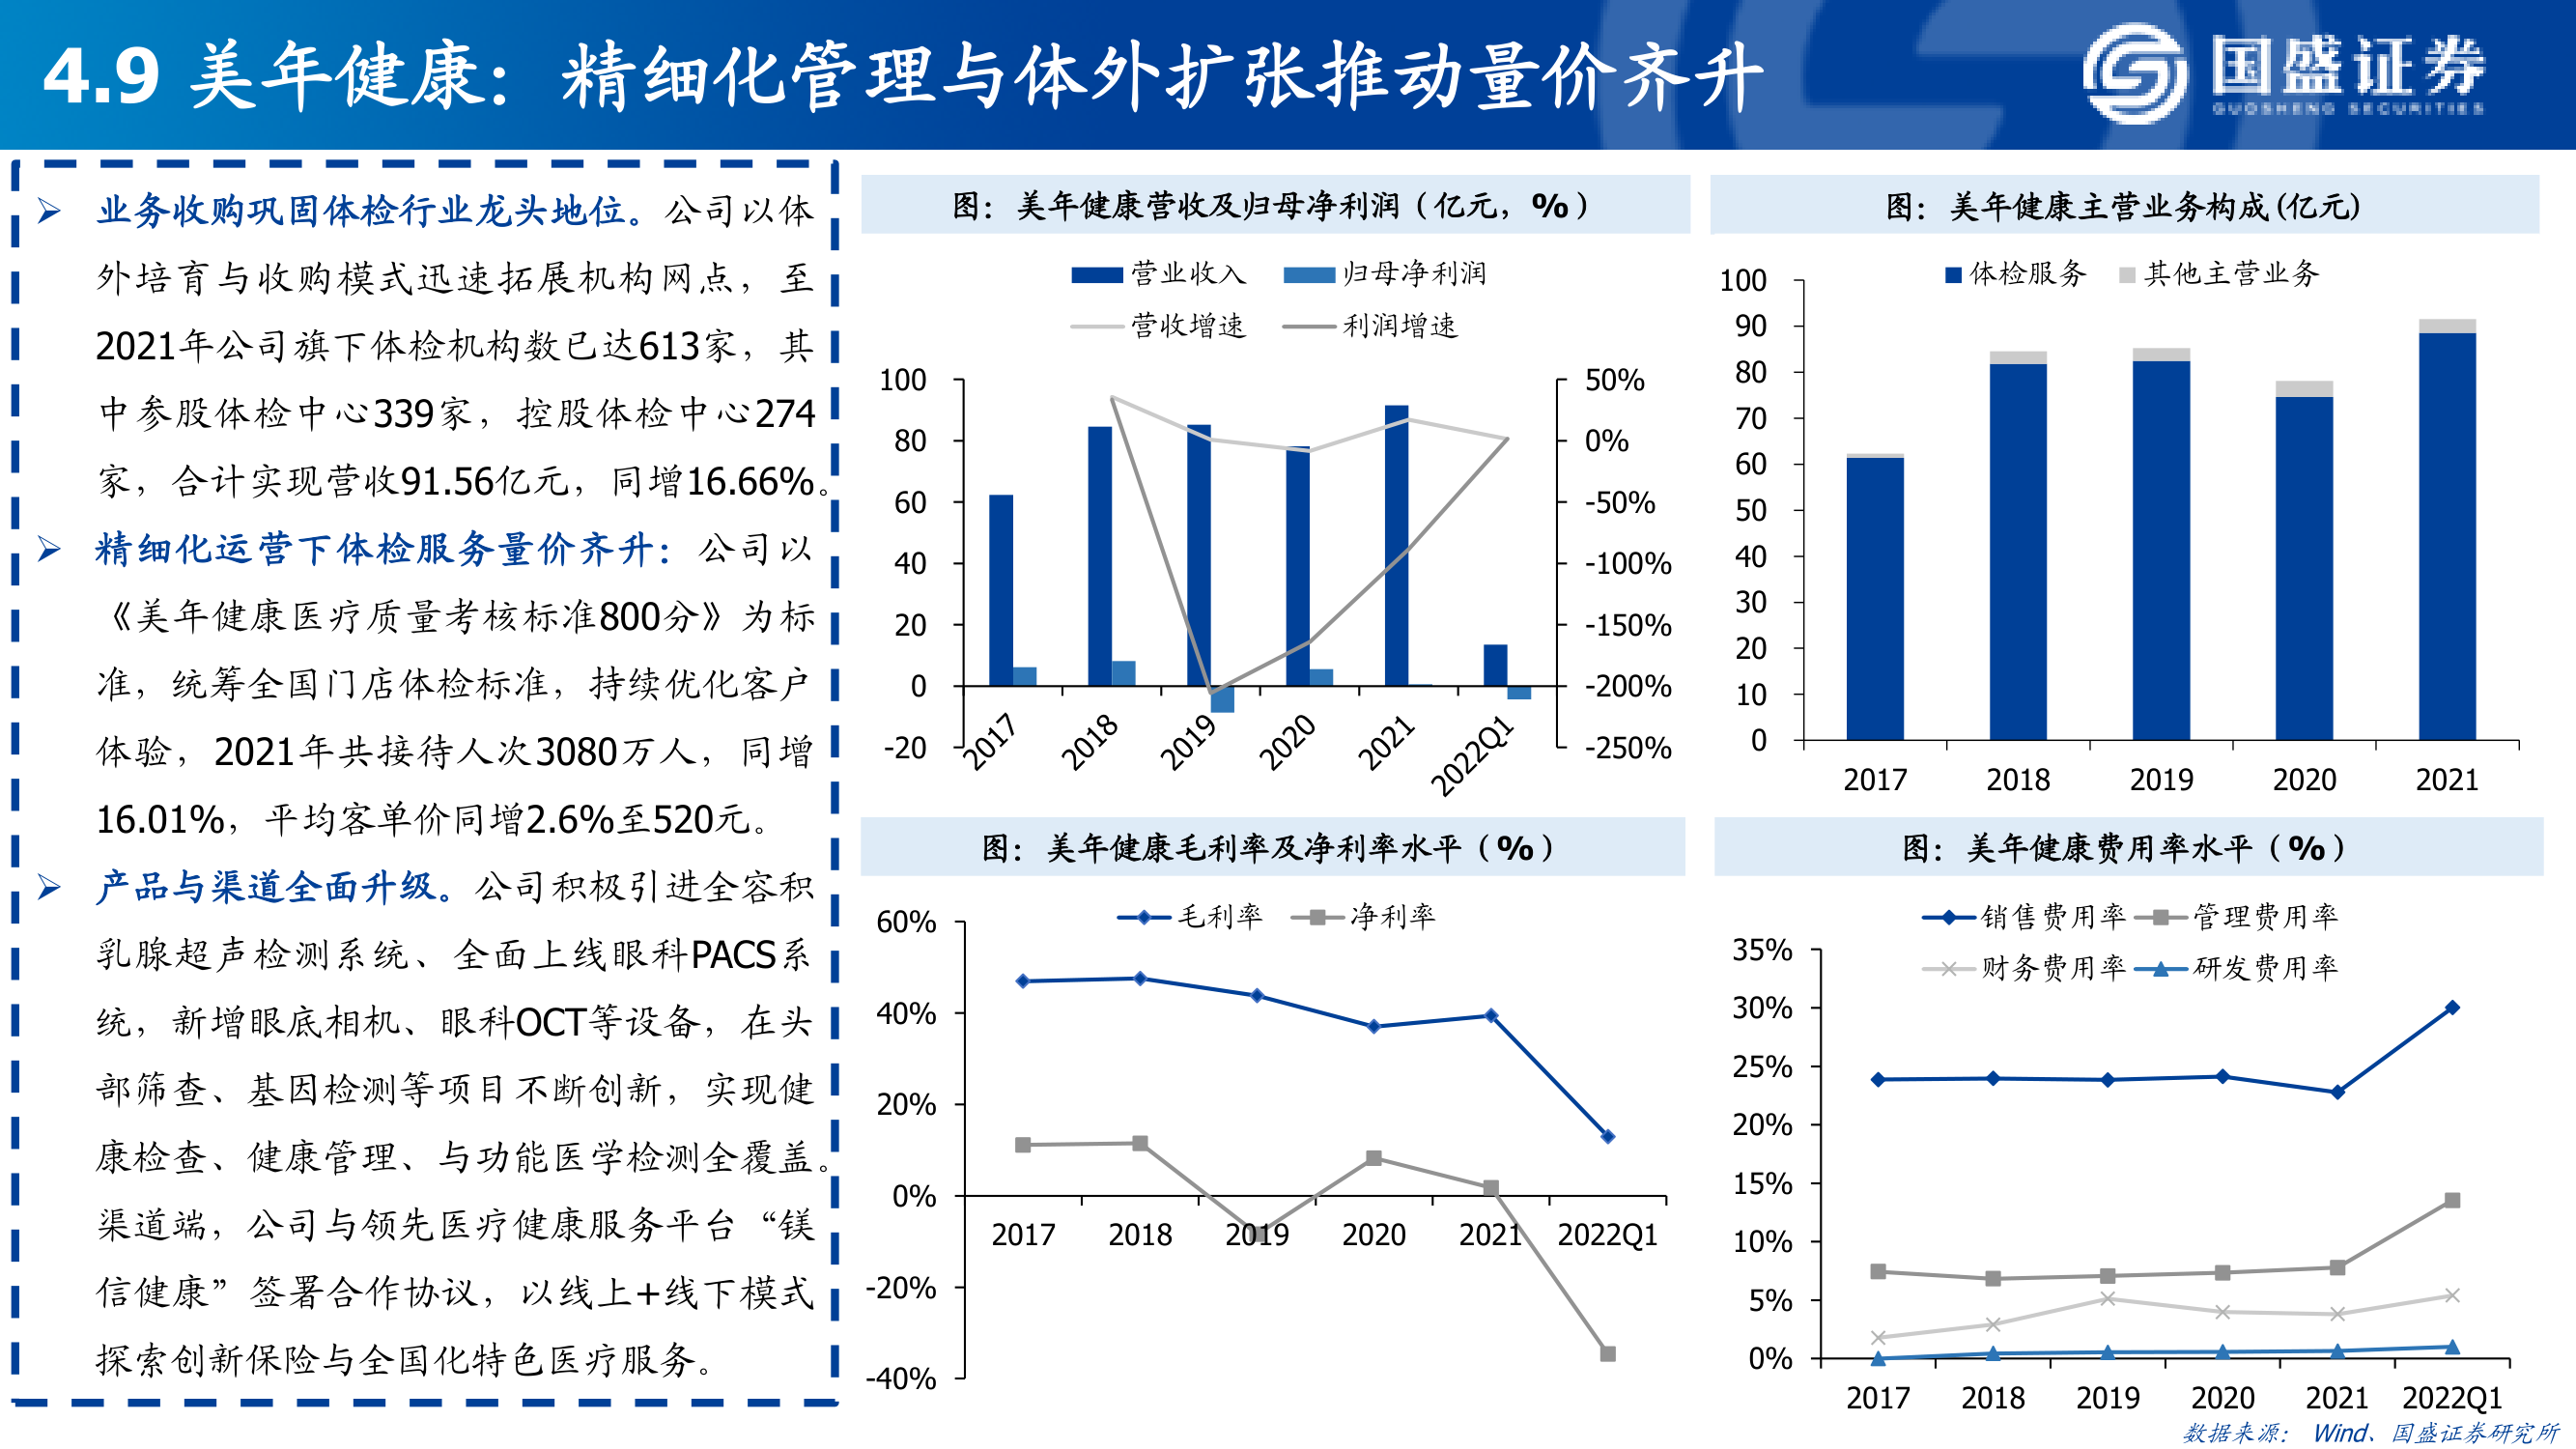 4.9 美年健康：精细化管理与体外扩张推动量价齐升
国盛证券
GUOSHENG SECURITIES
业务收购巩固体检行业龙头地位。公司以体
外培育与收购模式迅速拓展机构网点，至
2021年公司旗下体检机构数已达613家，其
中参股体检中心339家，控股体检中心274
家，合计实现营收91.56亿元，同增16.66%。
精细化运营下体检服务量价齐升：公司以
《美年健康医疗质量考核标准800分》为标
准，统筹全国门店体检标准，持续优化客户
体验，2021年共接待人次3080万人，同增
16.01%，平均客单价同增2.6%至520元。
产品与渠道全面升级。公司积极引进全容积
乳腺超声检测系统、全面上线眼科PACS系
统，新增眼底相机、眼科OCT等设备，在头
部筛查、基因检测等项目不断创新，实现健
康检查、健康管理、与功能医学检测全覆盖。
渠道端，公司与领先医疗健康服务平台“镁
信健康”签署合作协议，以线上+线下模式
探索创新保险与全国化特色医疗服务。
图：美年健康营收及归母净利润（亿元，%）
营业收入 归母净利润
营收增速 利润增速
100 50%
80 0%
60 -50%
40 -100%
20 -150%
0 -200%
-20 -250%
2017 2018 2019 2020 2021 2022Q1
图：美年健康主营业务构成(亿元)
体检服务 其他主营业务
100
90
80
70
60
50
40
30
20
10
0
2017 2018 2019 2020 2021
图：美年健康毛利率及净利率水平（%）
毛利率 净利率
60%
40%
20%
0%
2017 2018 2019 2020 2021 2022Q1
-20%
-40%
图：美年健康费用率水平（%）
销售费用率 管理费用率
财务费用率 研发费用率
35%
30%
25%
20%
15%
10%
5%
0%
2017 2018 2019 2020 2021 2022Q1
数据来源： Wind、国盛证券研究所